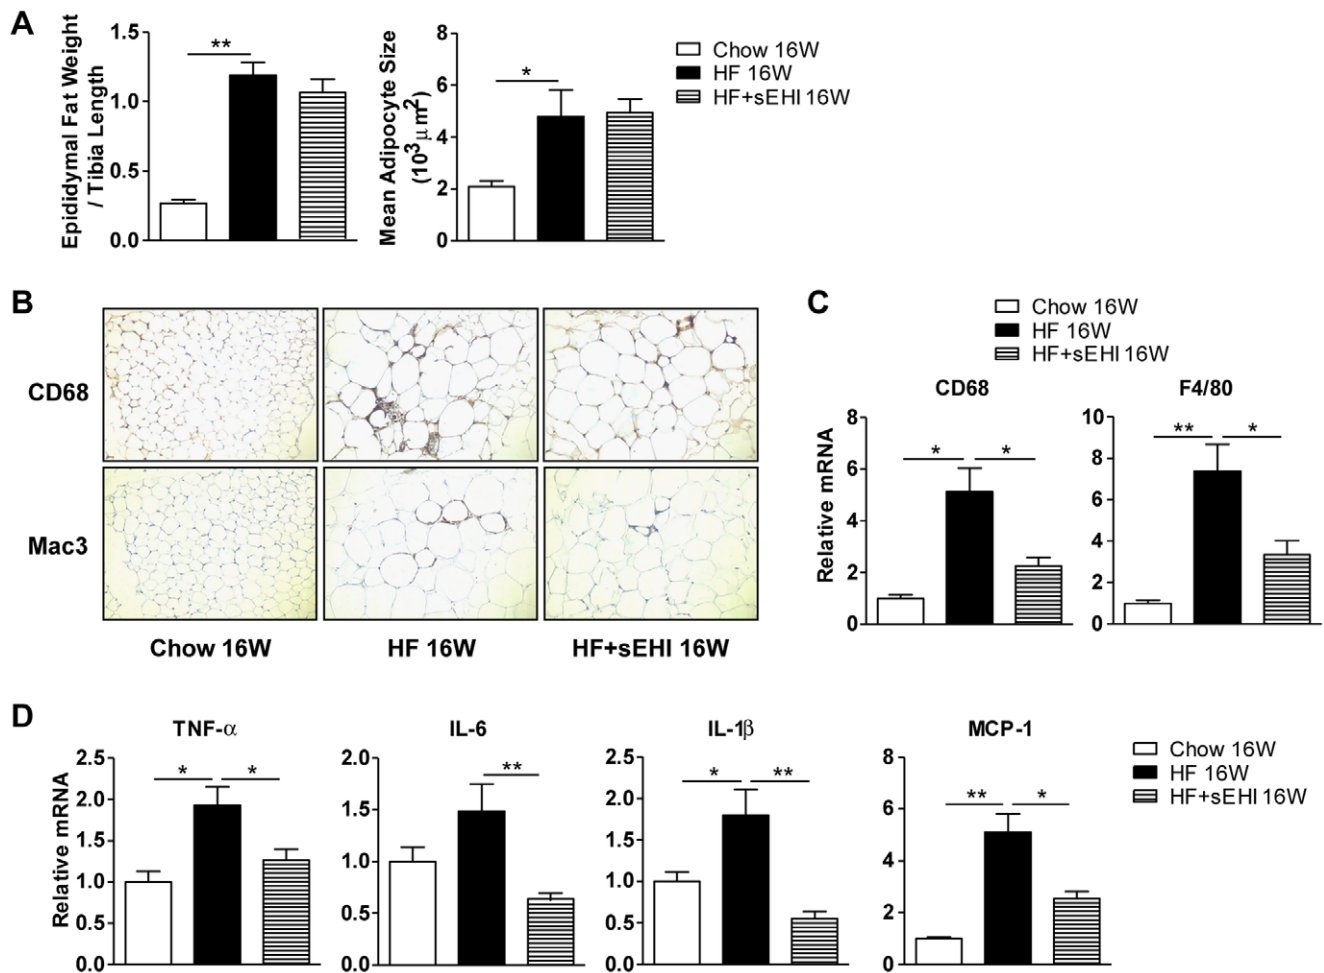 A
Epididymal Fat Weight
/ Tibia Length
1.5
1.0
0.5
0.0
**
Mean Adipocyte Size
(10³μm²)
8
6
4
2
0
*
Chow 16W
HF 16W
HF+sEHI 16W
B
CD68
Mac3
Chow 16W
HF 16W
HF+sEHI 16W
C
Chow 16W
HF 16W
HF+sEHI 16W
CD68
Relative mRNA
8
6
4
2
0
* *
F4/80
10
8
6
4
2
0
** *
D
TNF-α
Relative mRNA
2.5
2.0
1.5
1.0
0.5
0.0
* *
IL-6
2.0
1.5
1.0
0.5
0.0
**
IL-1β
2.5
2.0
1.5
1.0
0.5
0.0
* **
MCP-1
8
6
4
2
0
** *
Chow 16W
HF 16W
HF+sEHI 16W